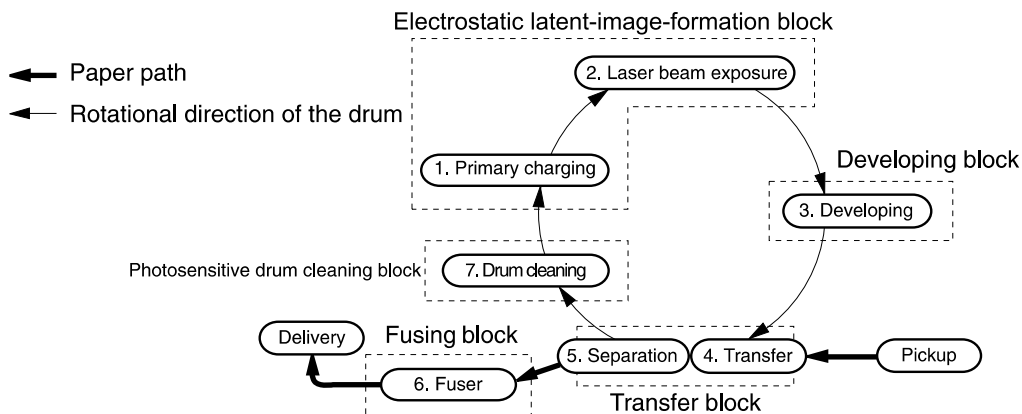 Electrostatic latent-image-formation block
Paper path
2. Laser beam exposure
Rotational direction of the drum
1. Primary charging
Developing block
3. Developing
Photosensitive drum cleaning block
7. Drum cleaning
Delivery
Fusing block
5. Separation
4. Transfer
Pickup
6. Fuser
Transfer block